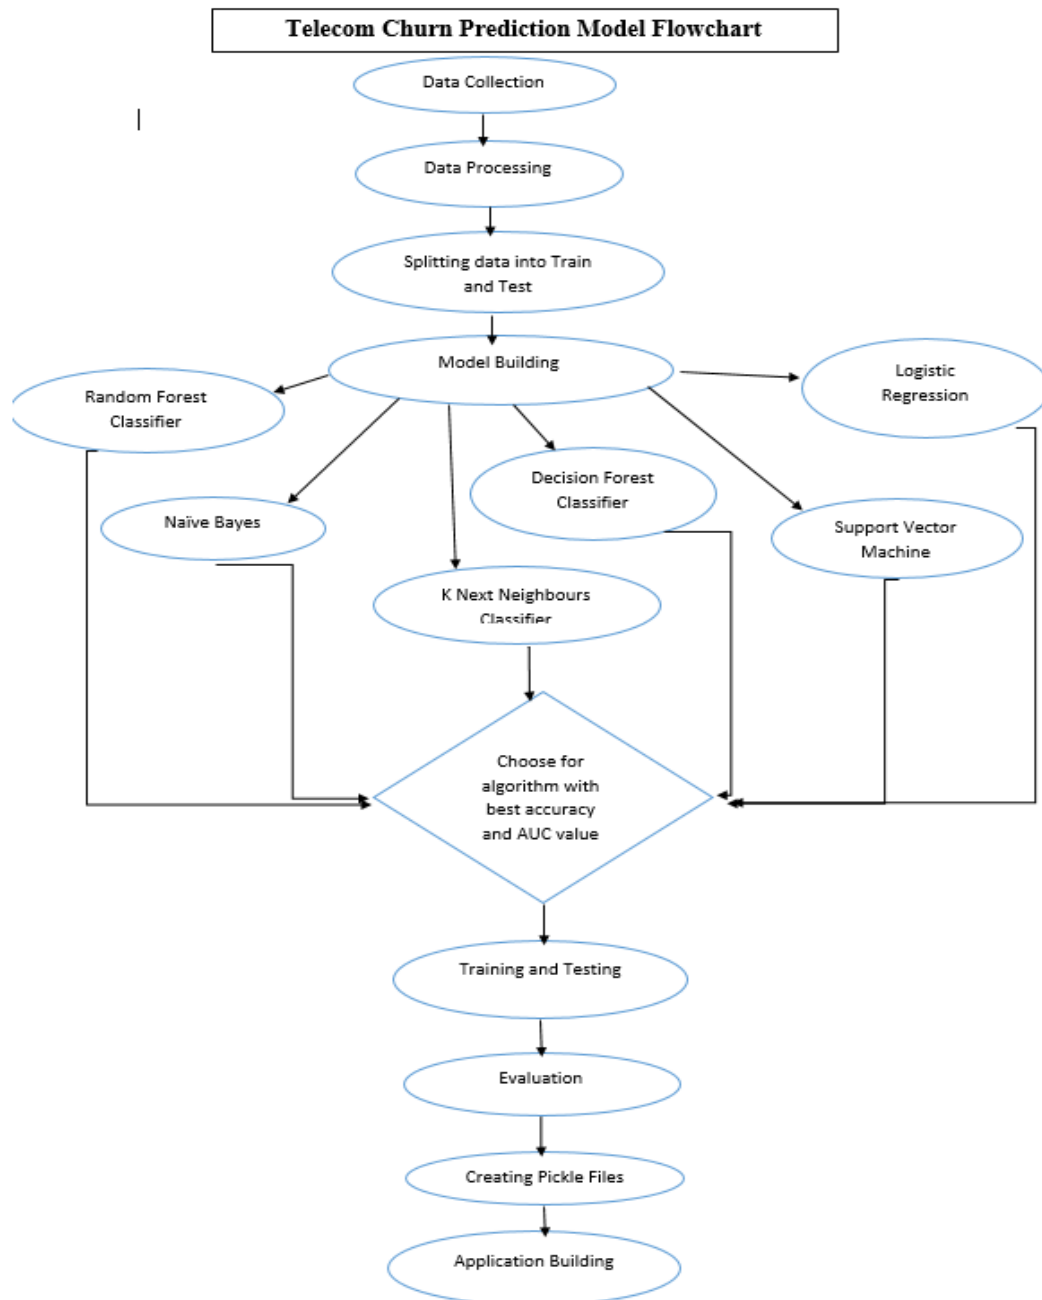 Telecom Churn Prediction Model Flowchart
Data Collection
Data Processing
Splitting data into Train
and Test
Model Building
Random Forest
Classifier
Logistic
Regression
Naïve Bayes
Decision Forest
Classifier
Support Vector
Machine
K Next Neighbours
Classifier
Choose for
algorithm with
best accuracy
and AUC value
Training and Testing
Evaluation
Creating Pickle Files
Application Building